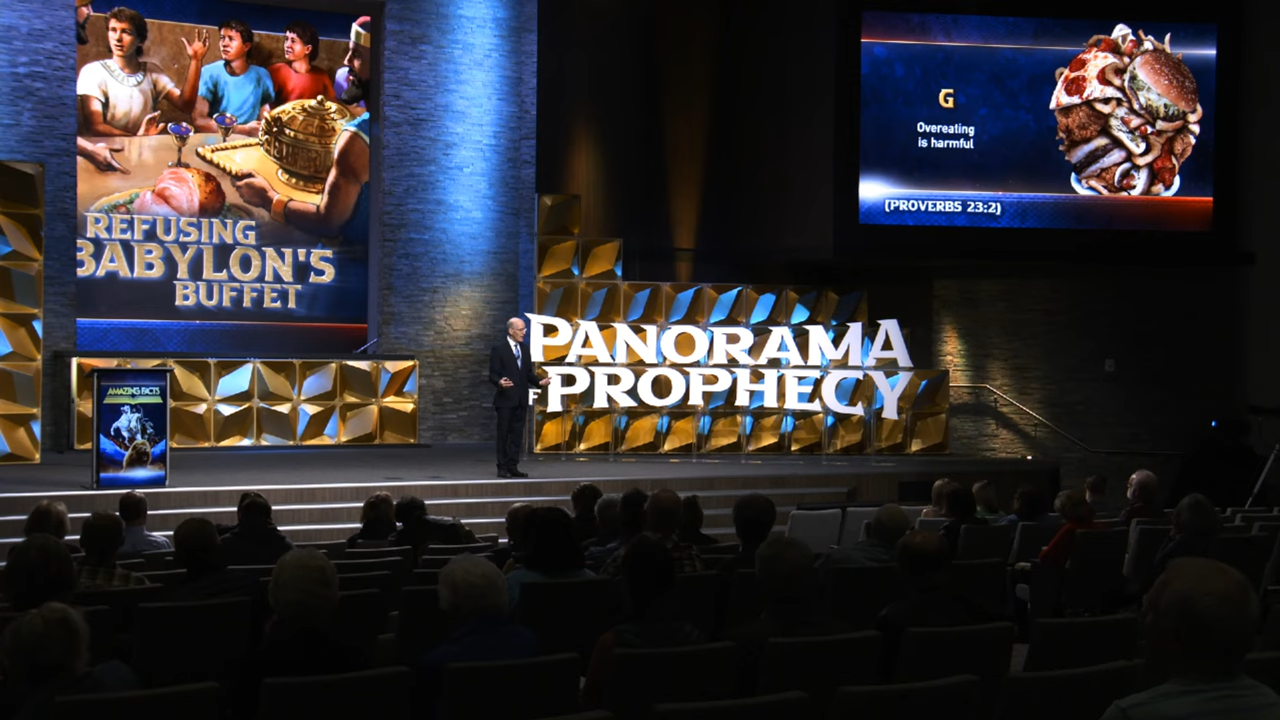 REFUSING
BABYLON'S
BUFFET
AMAZING FACTS
PANORAMA
OF PROPHECY
G
Overeating
is harmful
(PROVERBS 23:2)